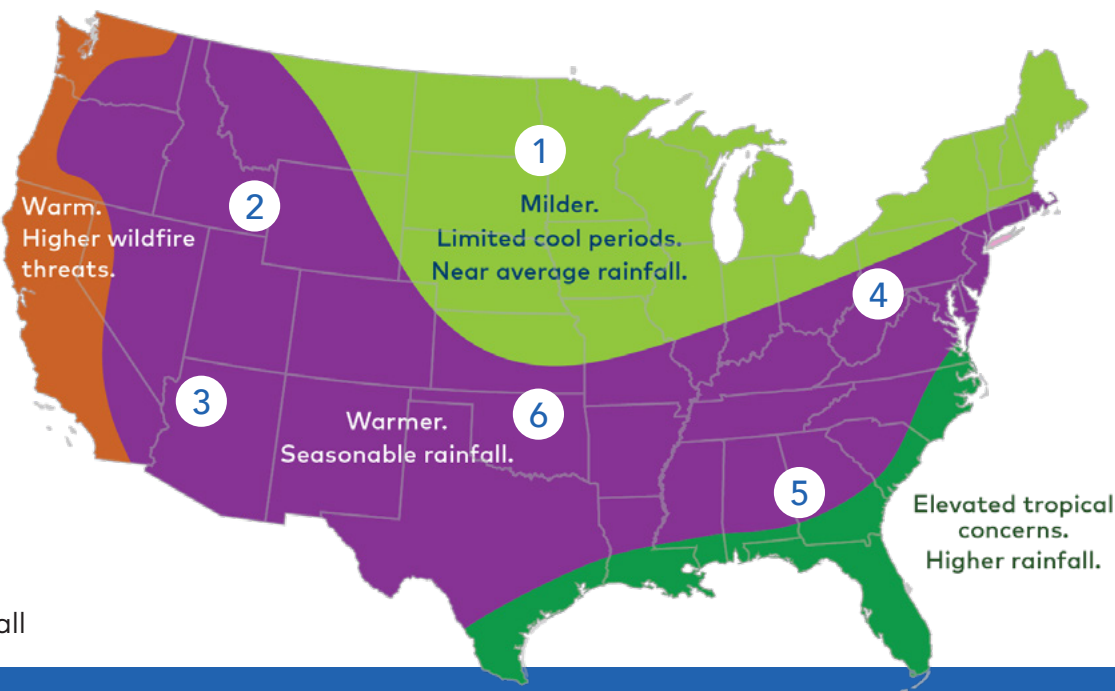 1
Milder.
Limited cool periods.
Near average rainfall.
2
Warm.
Higher wildfire
threats.
4
3
6
Warmer.
Seasonable rainfall.
5
Elevated tropical
concerns.
Higher rainfall.
all